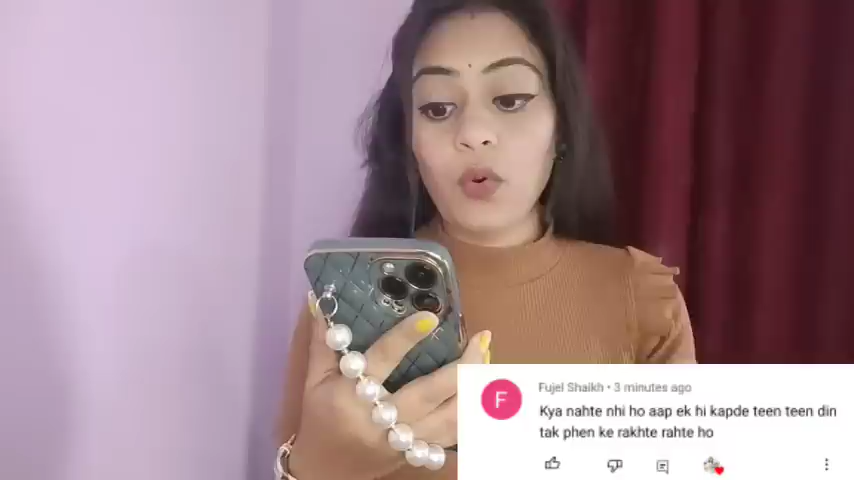 F
Fujel Shaikh • 3 minutes ago
Kya nahte nhi ho aap ek hi kapde teen teen din
tak phen ke rakhte rahte ho